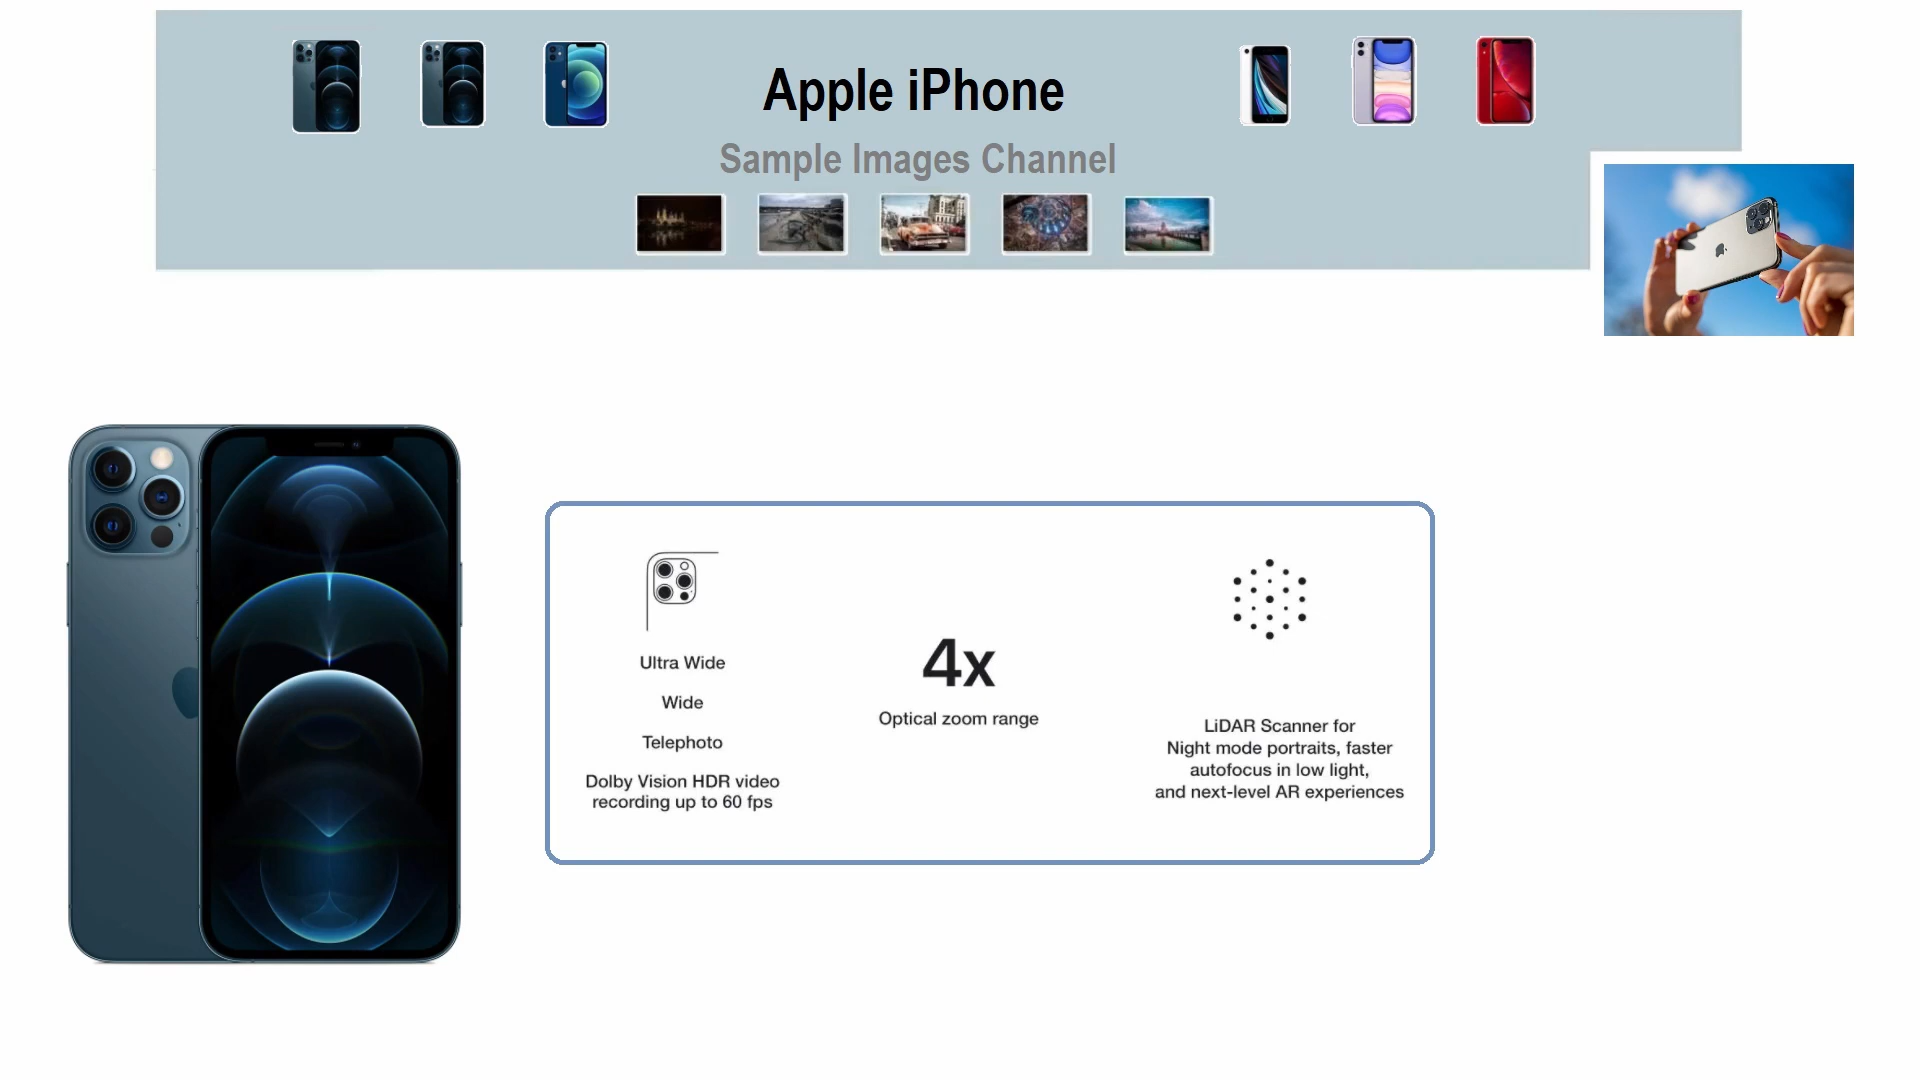 Apple iPhone
Sample Images Channel
Ultra Wide
Wide
Telephoto
Dolby Vision HDR video
recording up to 60 fps
4x
Optical zoom range
LiDAR Scanner for
Night mode portraits, faster
autofocus in low light,
and next-level AR experiences